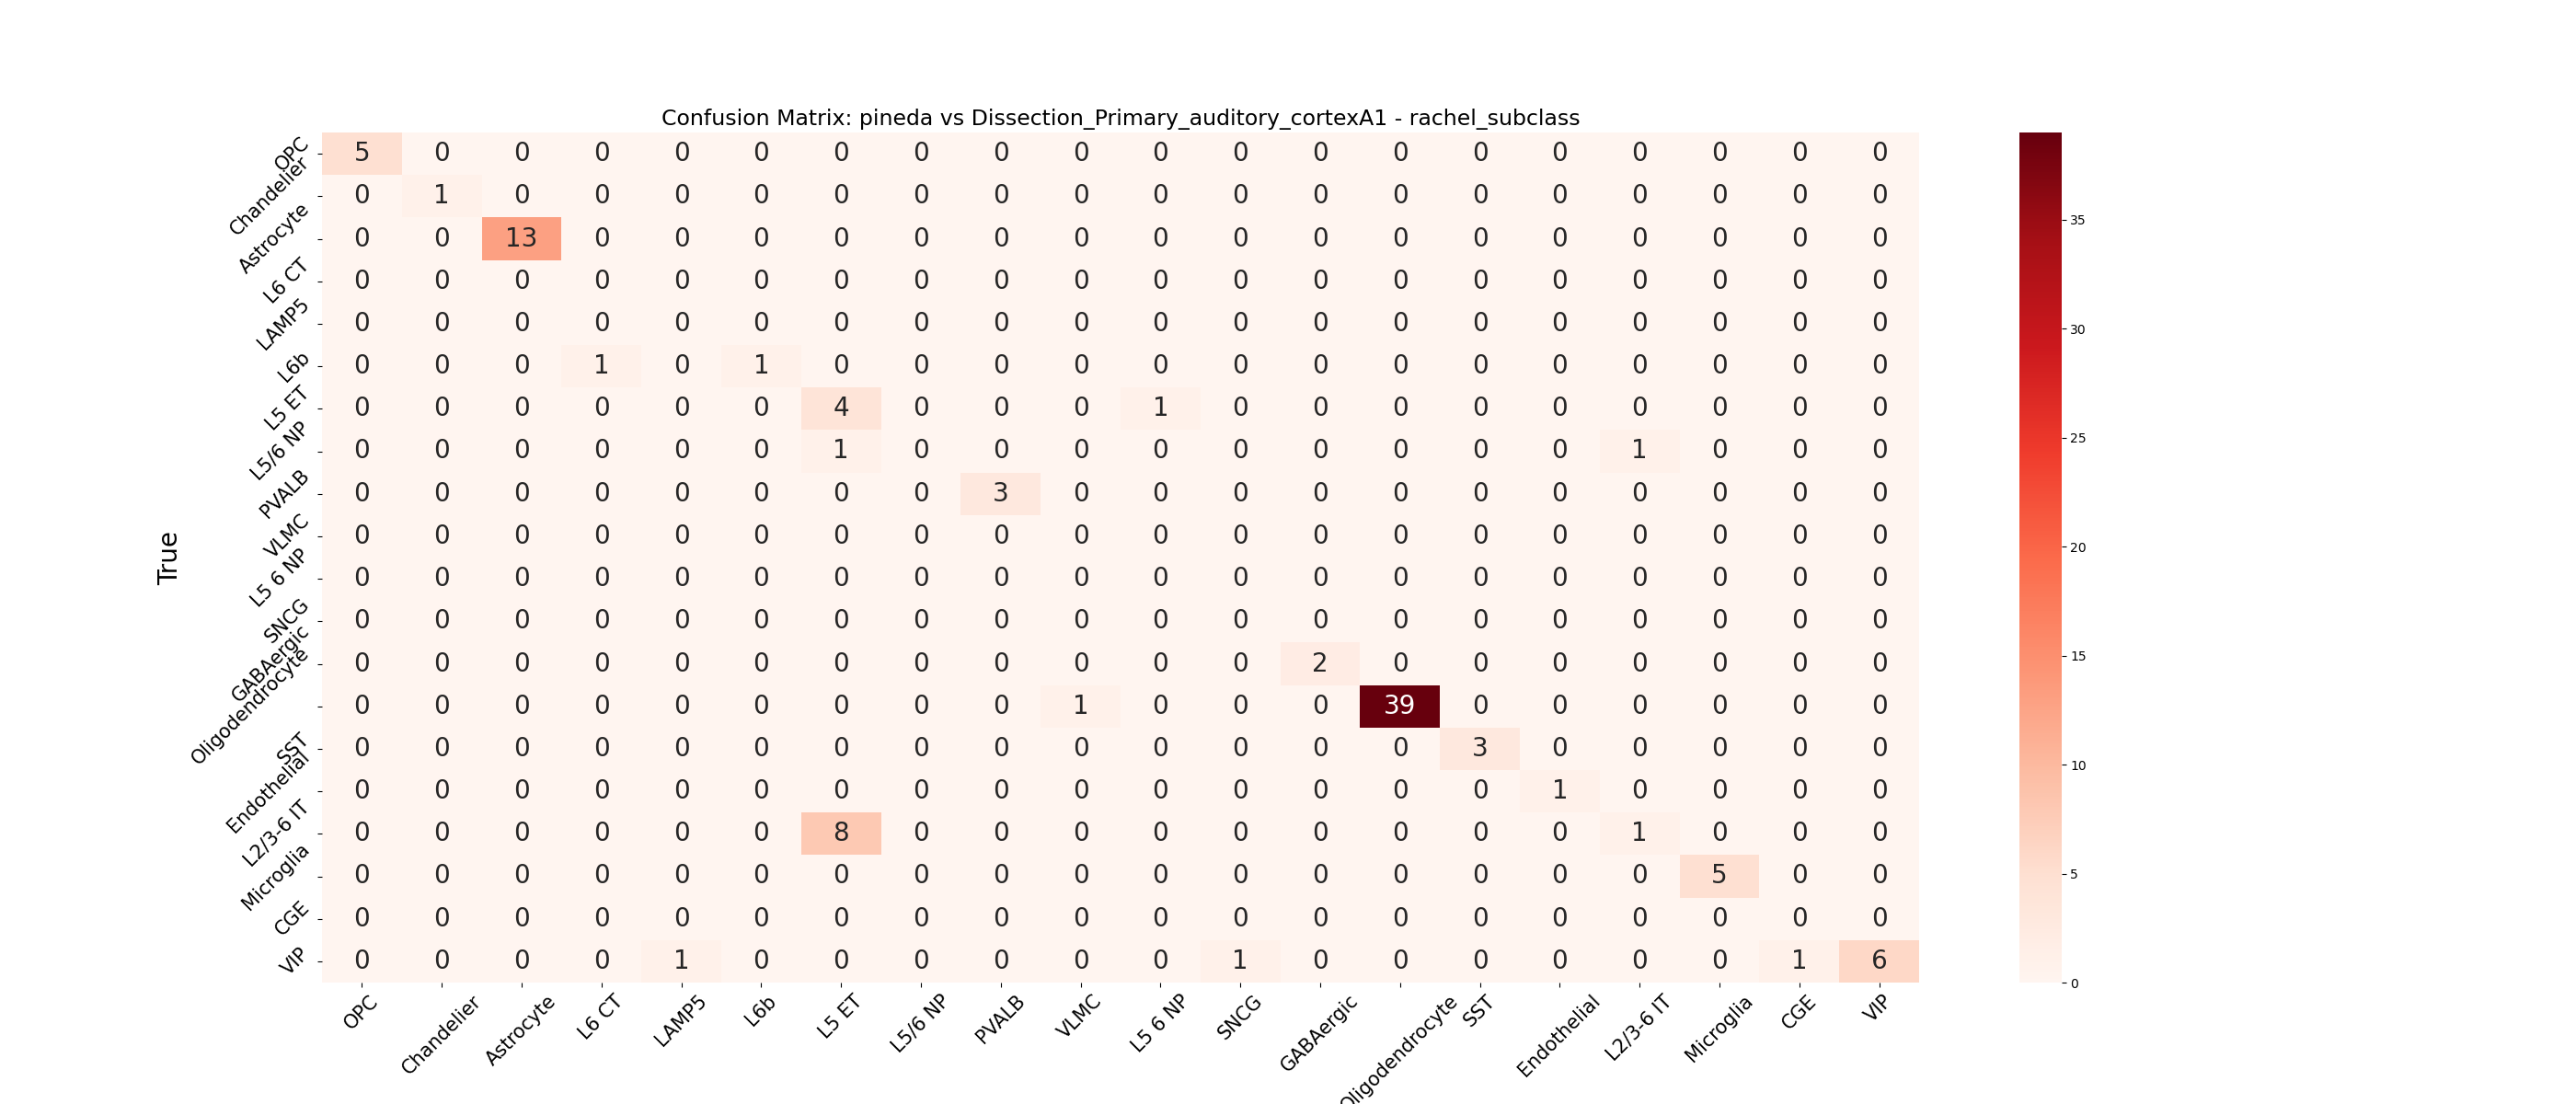 Confusion Matrix: pineda vs Dissection_Primary_auditory_cortexA1 - rachel_subclass
True
OPC 5 0 0 0 0 0 0 0 0 0 0 0 0 0 0 0 0 0 0 0
Chandelier 0 1 0 0 0 0 0 0 0 0 0 0 0 0 0 0 0 0 0 0
Astrocyte 0 0 13 0 0 0 0 0 0 0 0 0 0 0 0 0 0 0 0 0
L6 CT 0 0 0 0 0 0 0 0 0 0 0 0 0 0 0 0 0 0 0 0
LAMP5 0 0 0 0 0 0 0 0 0 0 0 0 0 0 0 0 0 0 0 0
L6b 0 0 0 1 0 1 0 0 0 0 0 0 0 0 0 0 0 0 0 0
L5 ET 0 0 0 0 0 0 4 0 0 0 1 0 0 0 0 0 0 0 0 0
L5/6 NP 0 0 0 0 0 0 1 0 0 0 0 0 0 0 0 0 1 0 0 0
PVALB 0 0 0 0 0 0 0 0 3 0 0 0 0 0 0 0 0 0 0 0
VLMC 0 0 0 0 0 0 0 0 0 0 0 0 0 0 0 0 0 0 0 0
L5 6 NP 0 0 0 0 0 0 0 0 0 0 0 0 0 0 0 0 0 0 0 0
SNCG 0 0 0 0 0 0 0 0 0 0 0 0 0 0 0 0 0 0 0 0
GABAergic 0 0 0 0 0 0 0 0 0 0 0 0 2 0 0 0 0 0 0 0
Oligodendrocyte 0 0 0 0 0 0 0 0 0 1 0 0 0 39 0 0 0 0 0 0
SST 0 0 0 0 0 0 0 0 0 0 0 0 0 0 3 0 0 0 0 0
Endothelial 0 0 0 0 0 0 0 0 0 0 0 0 0 0 0 1 0 0 0 0
L2/3-6 IT 0 0 0 0 0 0 8 0 0 0 0 0 0 0 0 0 1 0 0 0
Microglia 0 0 0 0 0 0 0 0 0 0 0 0 0 0 0 0 0 5 0 0
CGE 0 0 0 0 0 0 0 0 0 0 0 0 0 0 0 0 0 0 0 0
VIP 0 0 0 0 1 0 0 0 0 0 0 1 0 0 0 0 0 0 1 6
OPC Chandelier Astrocyte L6 CT LAMP5 L6b L5 ET L5/6 NP PVALB VLMC L5 6 NP SNCG GABAergic Oligodendrocyte SST Endothelial L2/3-6 IT Microglia CGE VIP
35
30
25
20
15
10
5
0